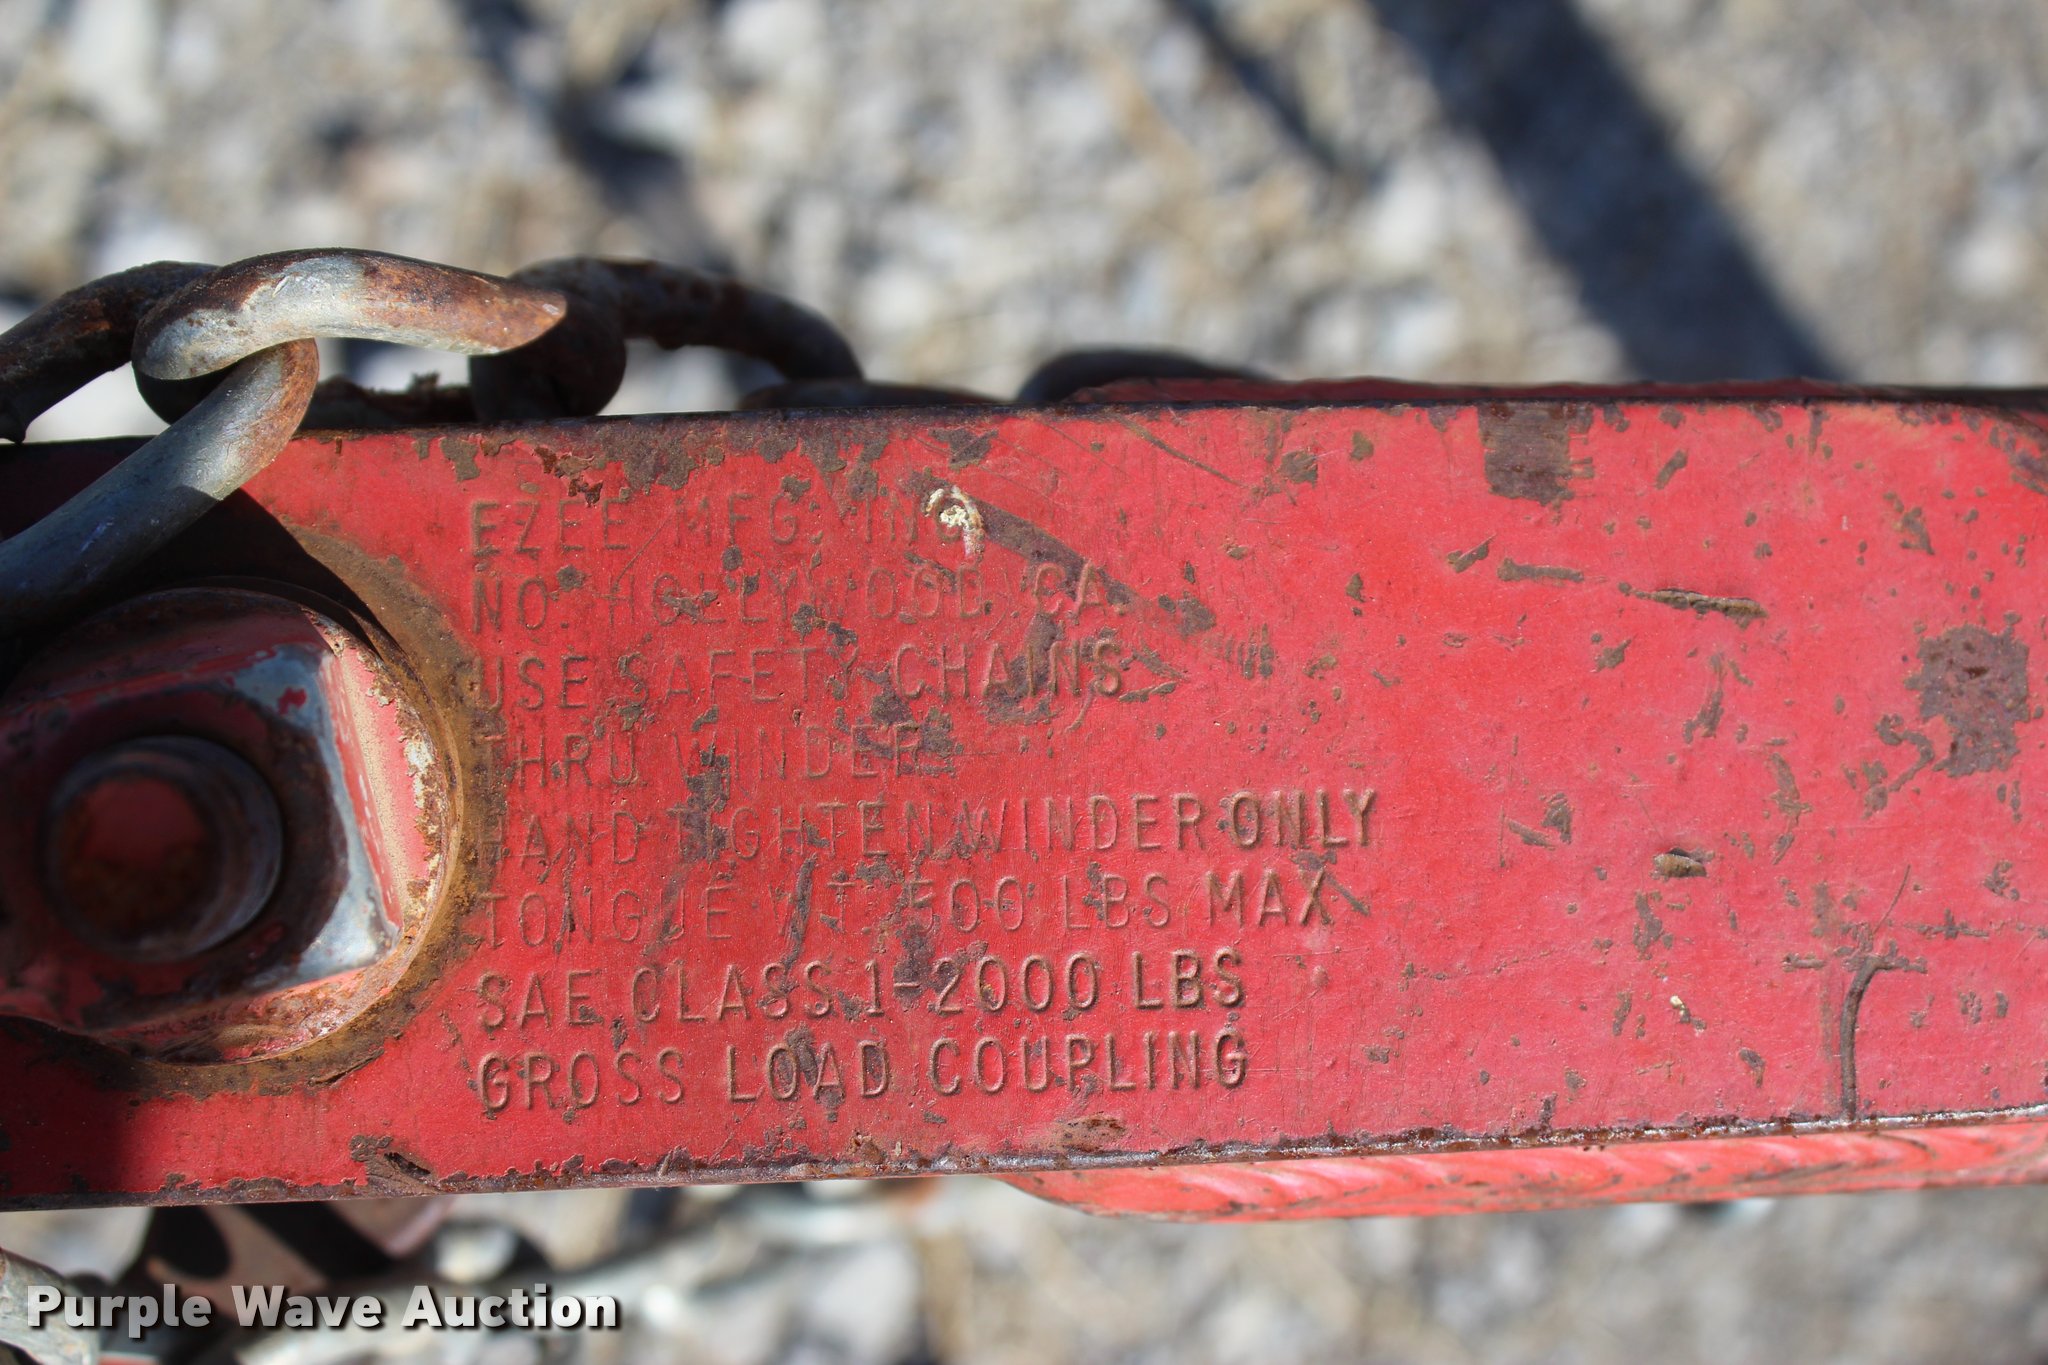 EZEE MFG. INC
NO. HOLLYWOOD CA.
USE SAFETY CHAINS
THRU WINDER
HAND TIGHTEN WINDER ONLY
TONGUE WT. 500 LBS MAX
SAE CLASS 1-2000 LBS
GROSS LOAD COUPLING
Purple Wave Auction